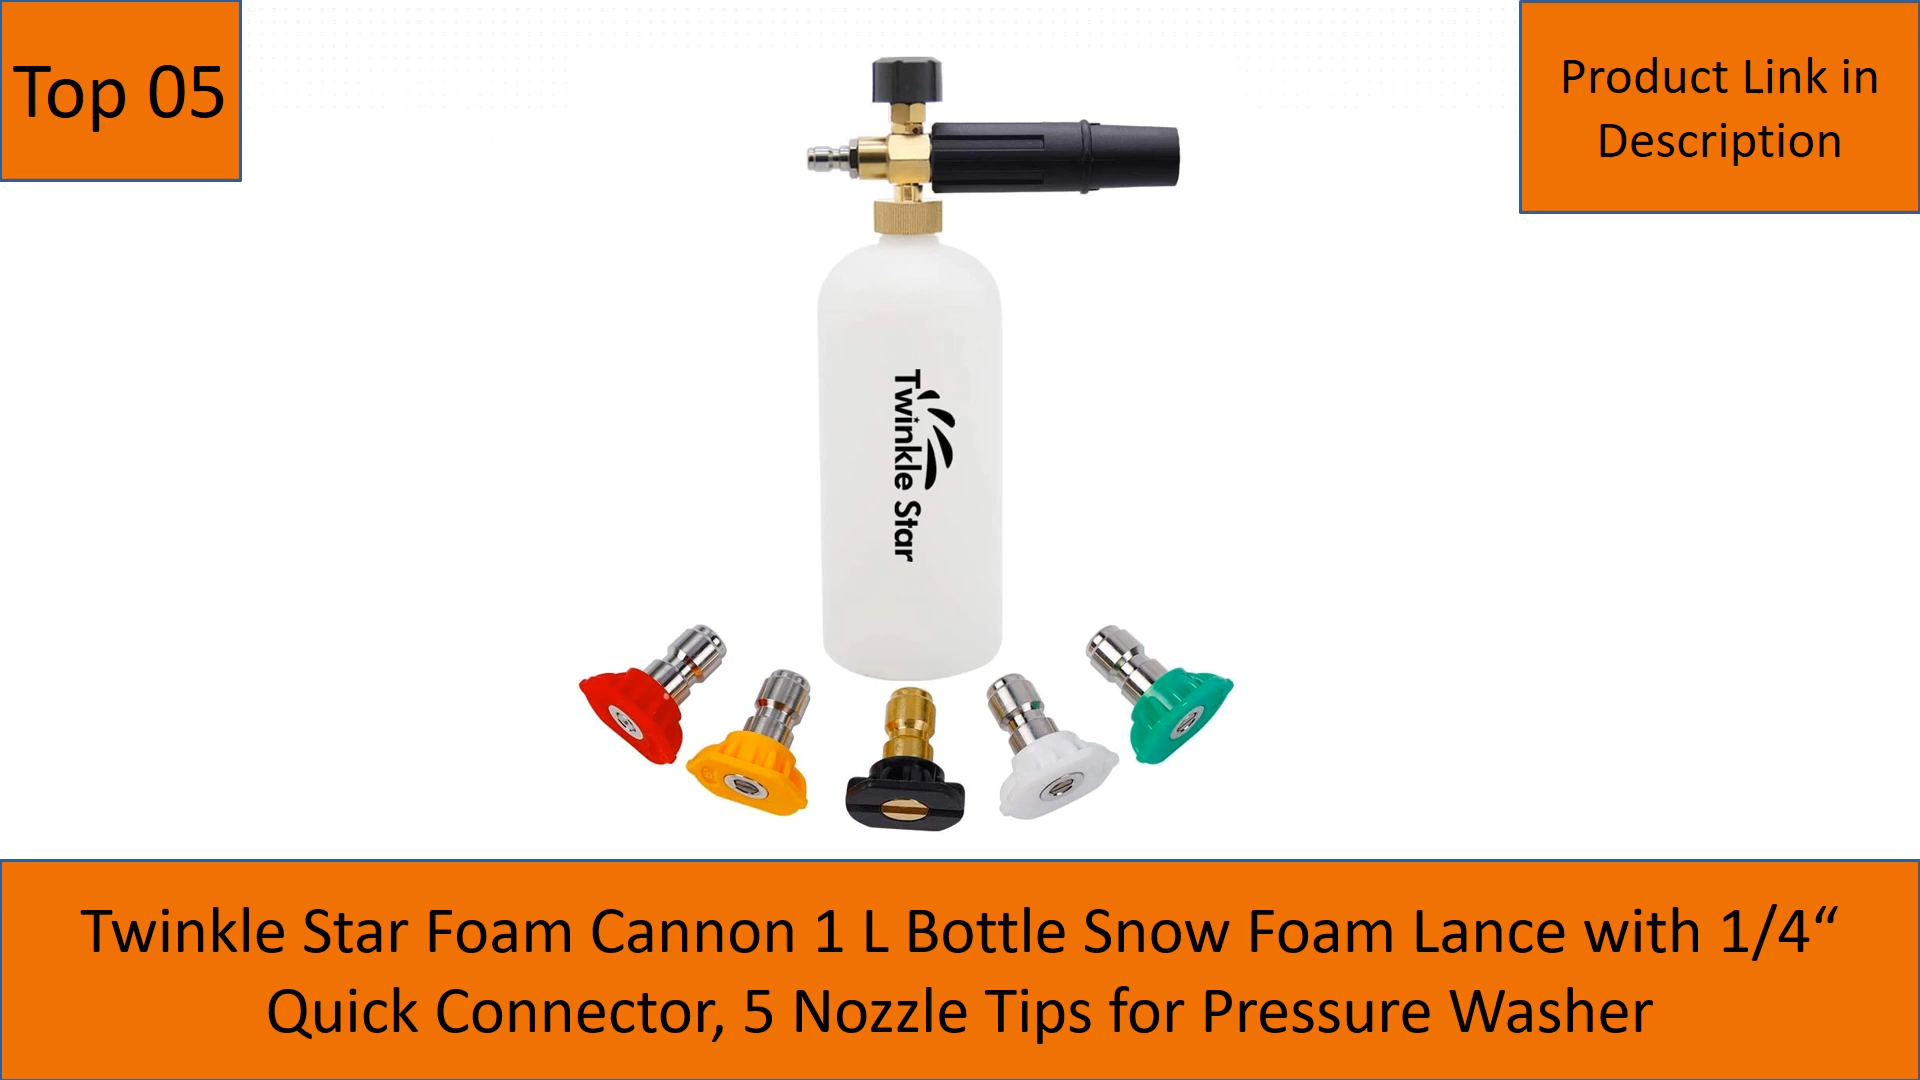 Top 05
Product Link in
Description
Twinkle Star
Twinkle Star Foam Cannon 1 L Bottle Snow Foam Lance with 1/4“
Quick Connector, 5 Nozzle Tips for Pressure Washer